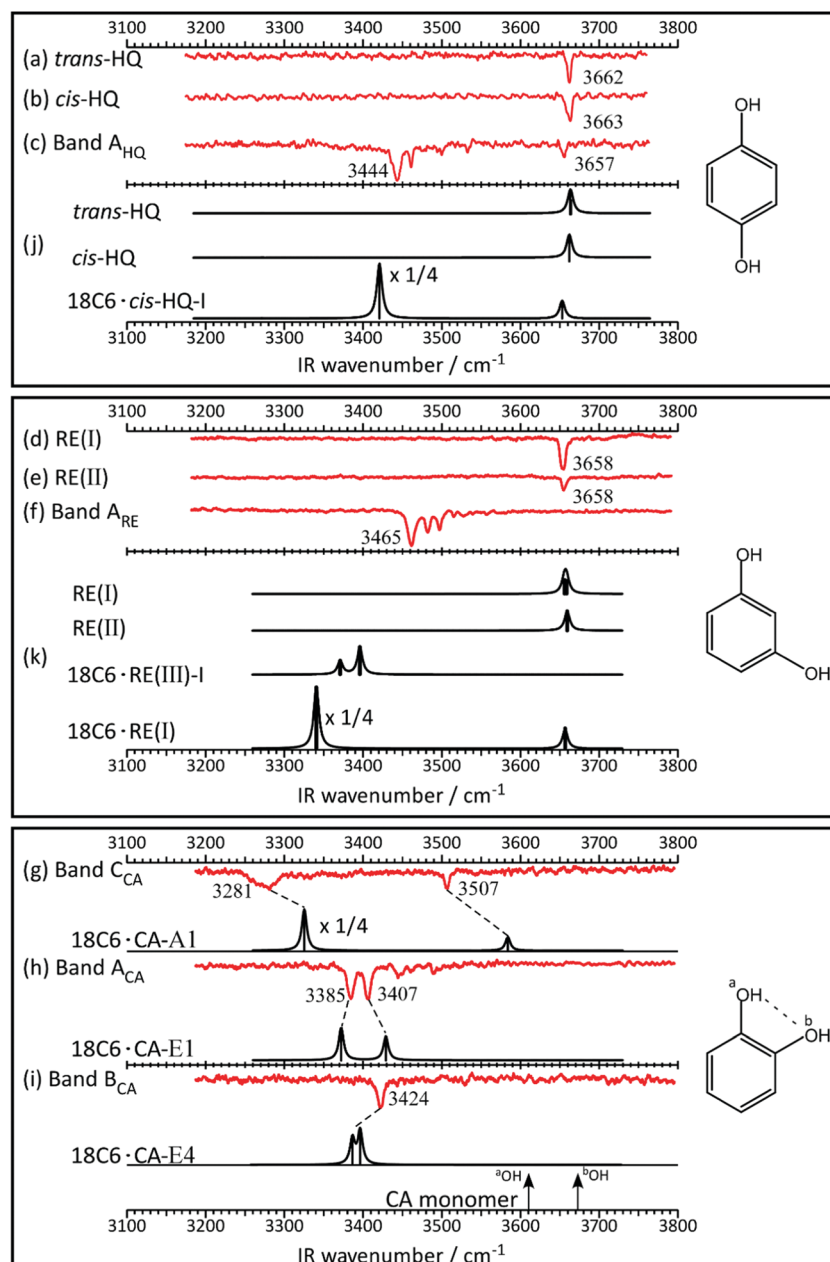 3100 3200 3300 3400 3500 3600 3700 3800
(a) trans-HQ
3662
(b) cis-HQ
3663
(c) Band A_HQ
3444
3657
OH
OH
trans-HQ
(j)
cis-HQ
x 1/4
18C6·cis-HQ-I
3100 3200 3300 3400 3500 3600 3700 3800
IR wavenumber / cm⁻¹
3100 3200 3300 3400 3500 3600 3700 3800
(d) RE(I)
3658
(e) RE(II)
3658
(f) Band A_RE
3465
OH
OH
RE(I)
RE(II)
(k)
18C6·RE(III)-I
18C6·RE(I)
x 1/4
3100 3200 3300 3400 3500 3600 3700 3800
IR wavenumber / cm⁻¹
3100 3200 3300 3400 3500 3600 3700 3800
(g) Band C_CA
3281
3507
18C6·CA-A1
x 1/4
(h) Band A_CA
3385
3407
ᵃOH
ᵇOH
18C6·CA-E1
(i) Band B_CA
3424
18C6·CA-E4
ᵃOH
ᵇOH
CA monomer
3100 3200 3300 3400 3500 3600 3700 3800
IR wavenumber / cm⁻¹